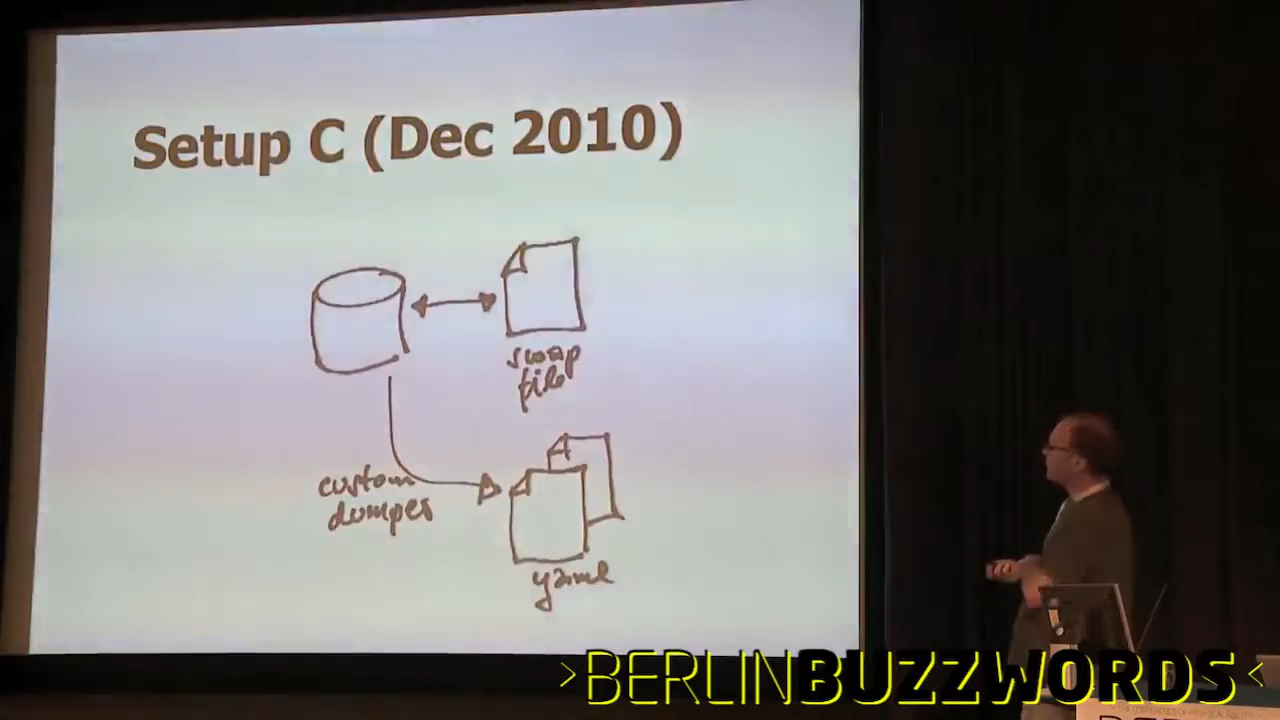 Setup C (Dec 2010)
swap
file
custom
dumper
yaml
>BERLINBUZZWORDS<